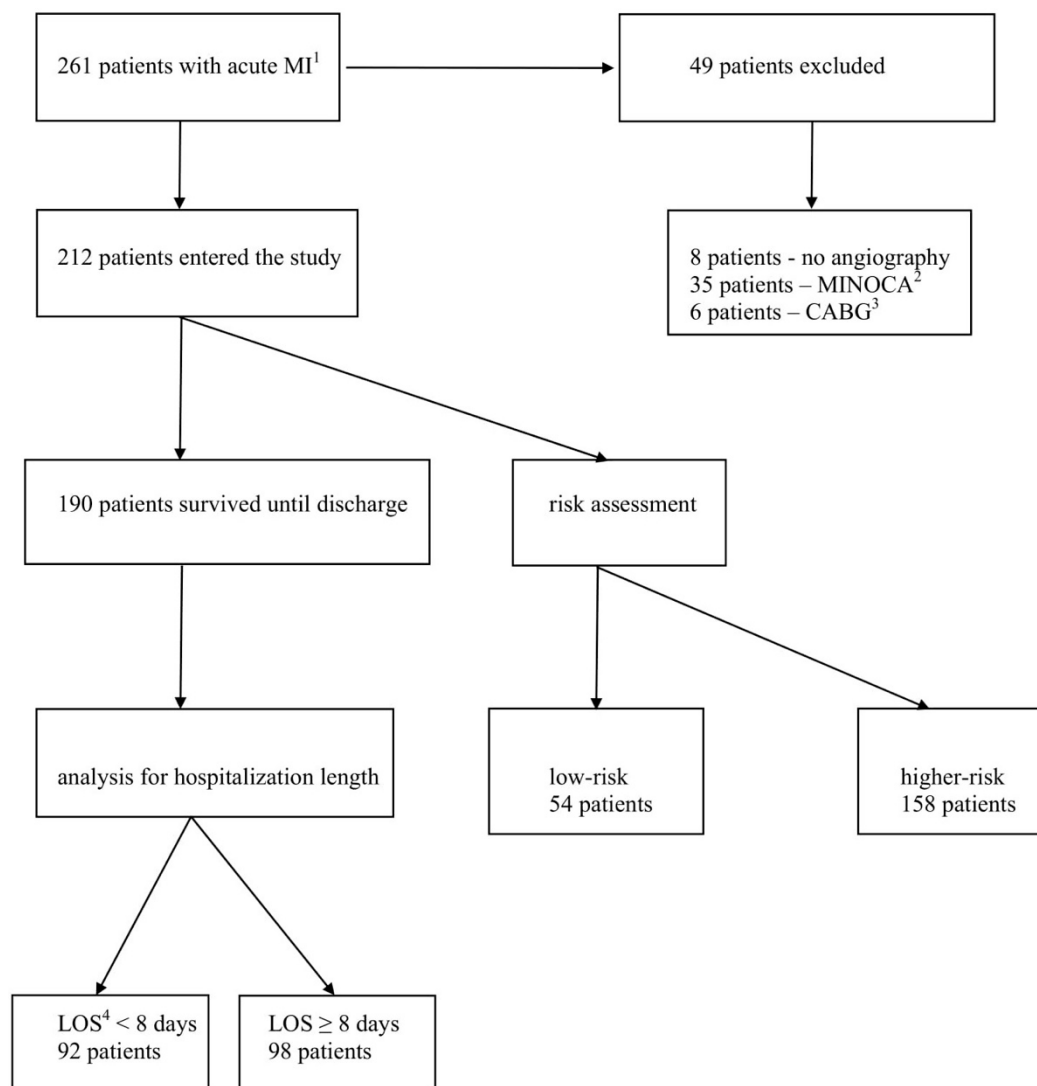 261 patients with acute MI¹
49 patients excluded
212 patients entered the study
8 patients - no angiography
35 patients – MINOCA²
6 patients – CABG³
190 patients survived until discharge
risk assessment
analysis for hospitalization length
low-risk
54 patients
higher-risk
158 patients
LOS⁴ < 8 days
92 patients
LOS ≥ 8 days
98 patients